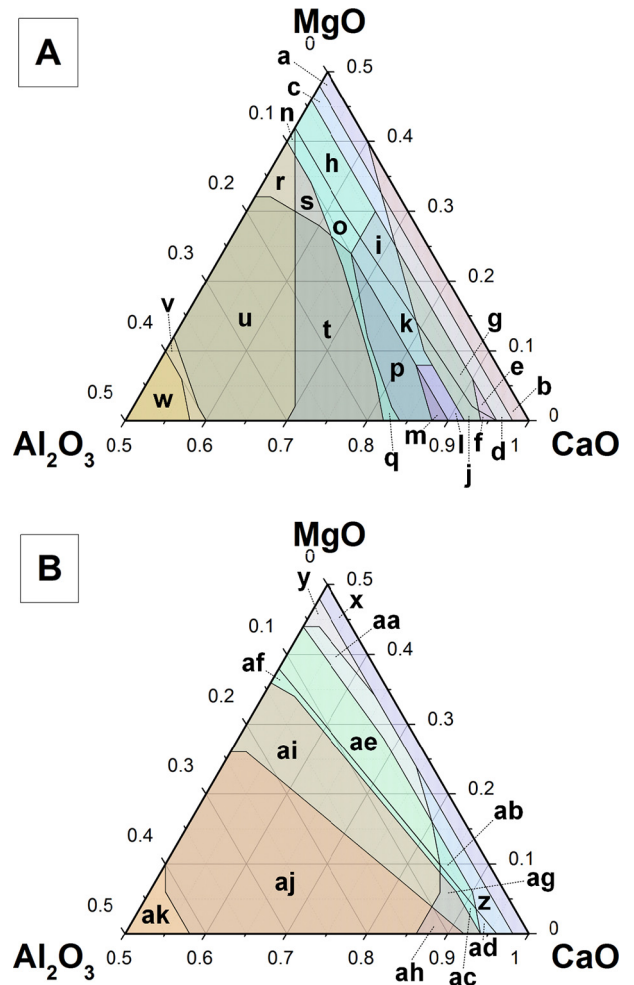 A
MgO
0
a
0.5
c
0.1
n
0.4
h
r
0.2
s
0.3
o
i
0.3
0.2
v
u
t
k
g
0.4
0.1
e
p
w
b
0.5
0
Al2O3
m
l
f
d
CaO
q
j
0.5 0.6 0.7 0.8 0.9 1
B
MgO
0
y
0.5
x
aa
0.1
0.4
af
0.2
0.3
ai
ae
0.3
0.2
ab
0.4
0.1
ag
aj
z
ak
0.5
0
Al2O3
ad
CaO
0.5 0.6 0.7 0.8 0.9 1
ah
ac